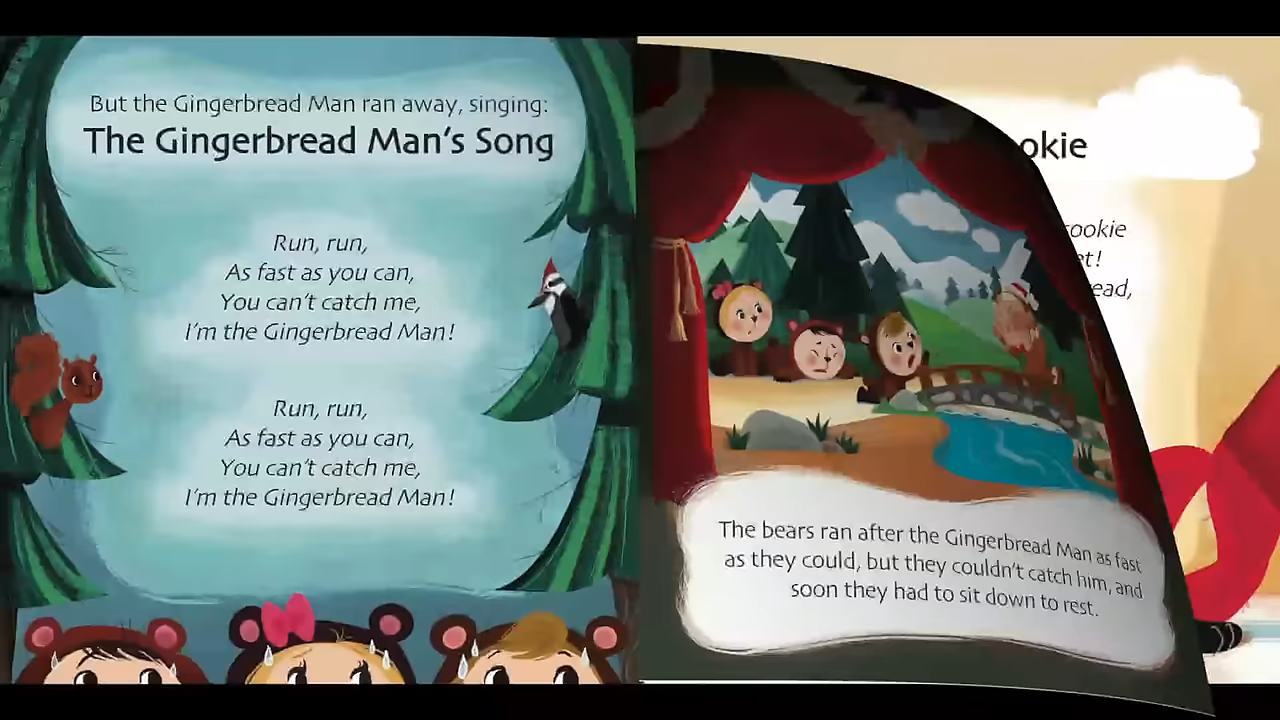 But the Gingerbread Man ran away, singing:
The Gingerbread Man's Song
Run, run,
As fast as you can,
You can't catch me,
I'm the Gingerbread Man!
Run, run,
As fast as you can,
You can't catch me,
I'm the Gingerbread Man!
The bears ran after the Gingerbread Man as fast
as they could, but they couldn't catch him, and
soon they had to sit down to rest.
cookie